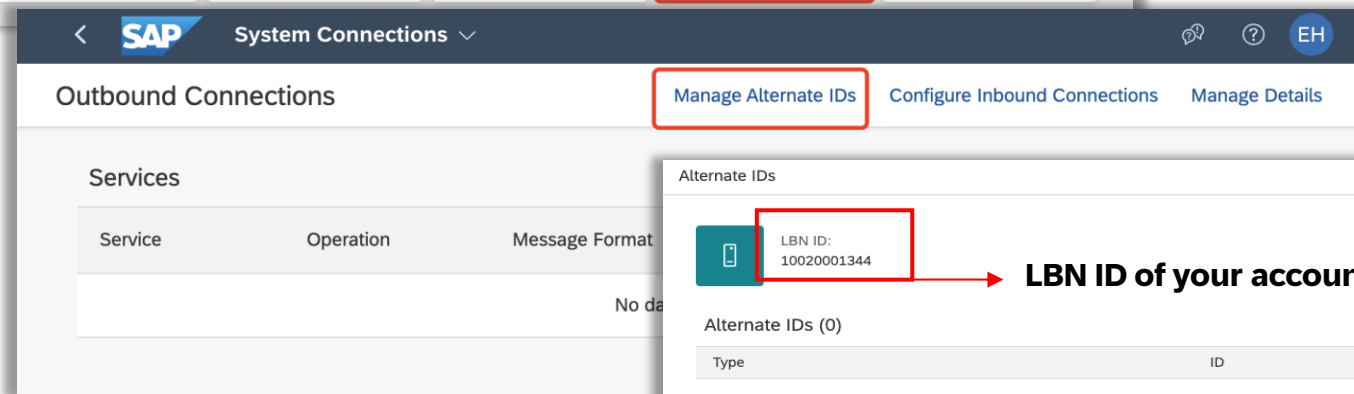 SAP System Connections EH
Outbound Connections Manage Alternate IDs Configure Inbound Connections Manage Details
Services
Service Operation Message Format
No da
Alternate IDs
LBN ID:
10020001344
LBN ID of your accoun
Alternate IDs (0)
Type ID